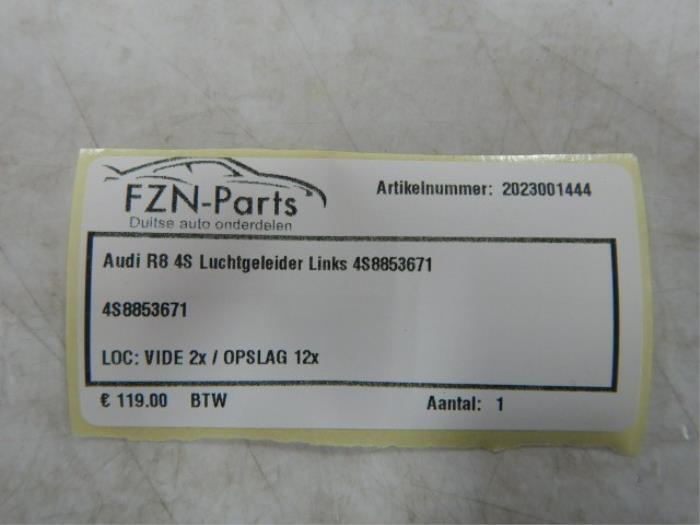 FZN-Parts
Duitse auto onderdelen
Artikelnummer: 2023001444
Audi R8 4S Luchtgeleider Links 4S8853671
4S8853671
LOC: VIDE 2x / OPSLAG 12x
€ 119.00 BTW Aantal: 1